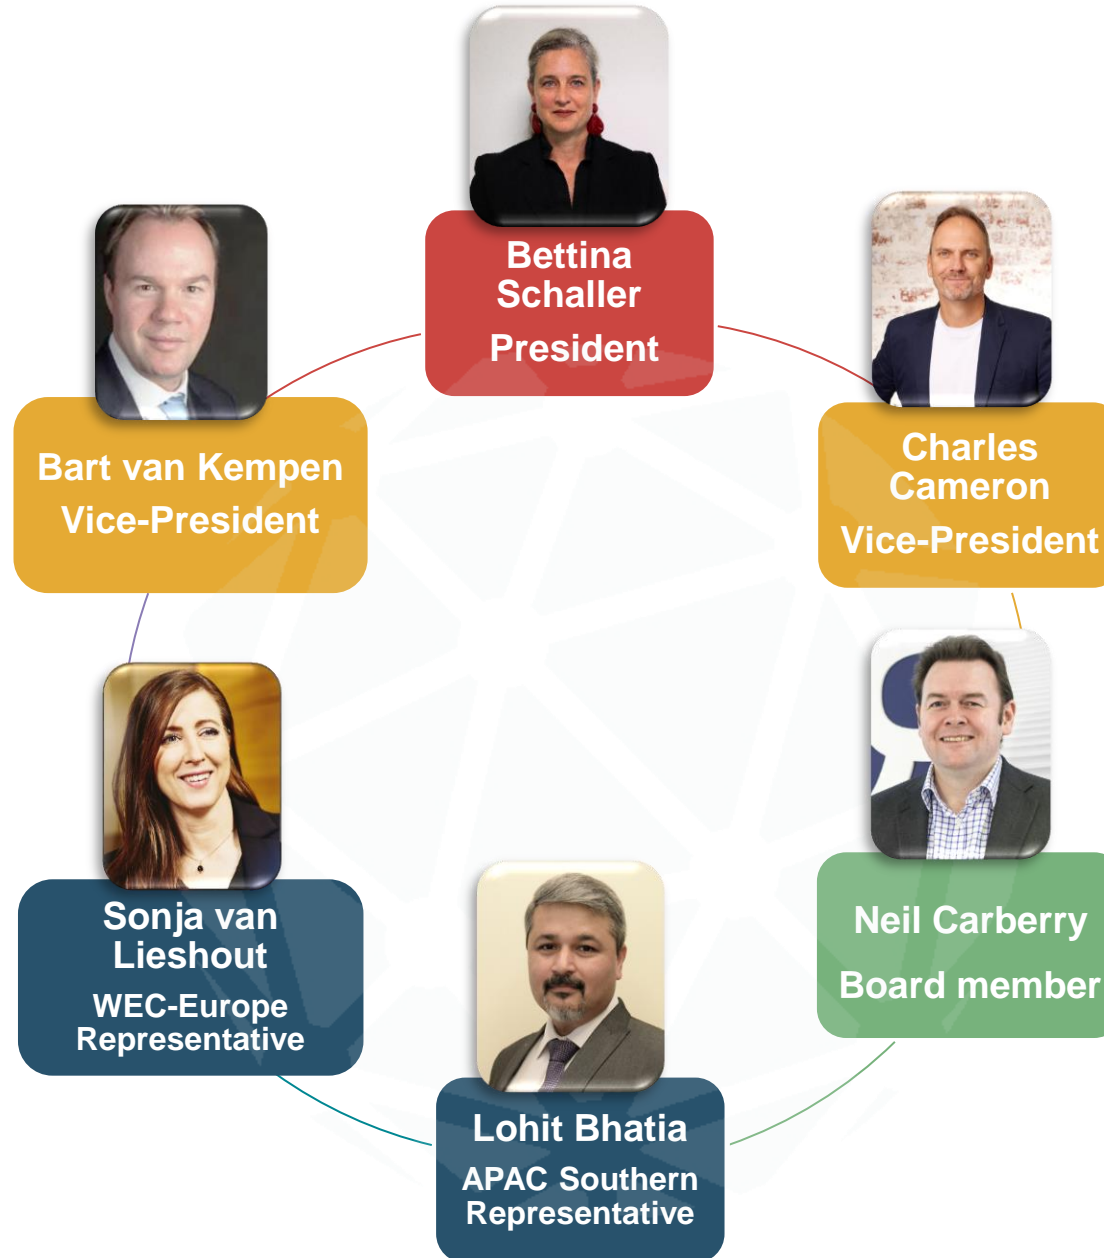 Bettina
Schaller
President
Bart van Kempen
Vice-President
Charles
Cameron
Vice-President
Sonja van
Lieshout
WEC-Europe
Representative
Neil Carberry
Board member
Lohit Bhatia
APAC Southern
Representative